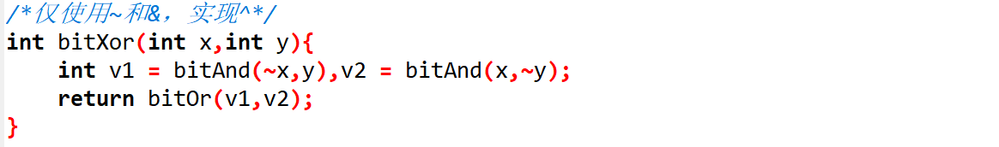 /*仅使用~和&，实现^*/
int bitXor(int x,int y){
    int v1 = bitAnd(~x,y),v2 = bitAnd(x,~y);
    return bitOr(v1,v2);
}